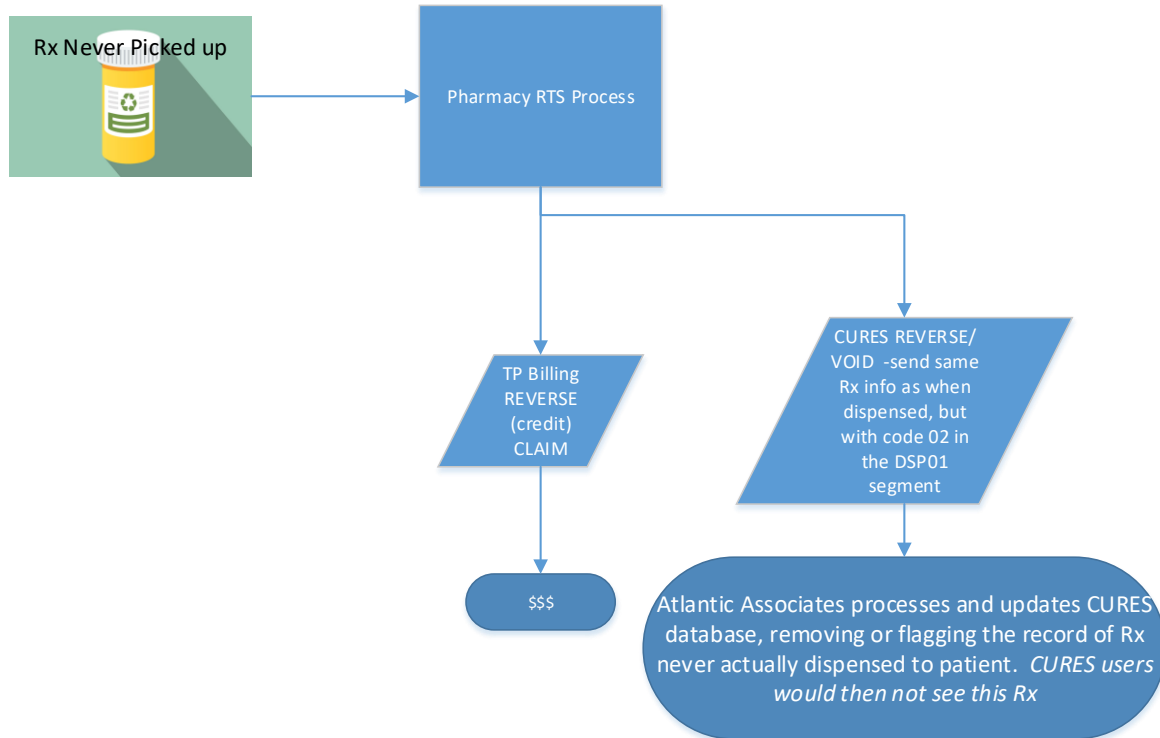 Rx Never Picked up
Pharmacy RTS Process
TP Billing
REVERSE
(credit)
CLAIM
CURES REVERSE/
VOID -send same
Rx info as when
dispensed, but
with code 02 in
the DSP01
segment
$$$
Atlantic Associates processes and updates CURES
database, removing or flagging the record of Rx
never actually dispensed to patient. CURES users
would then not see this Rx